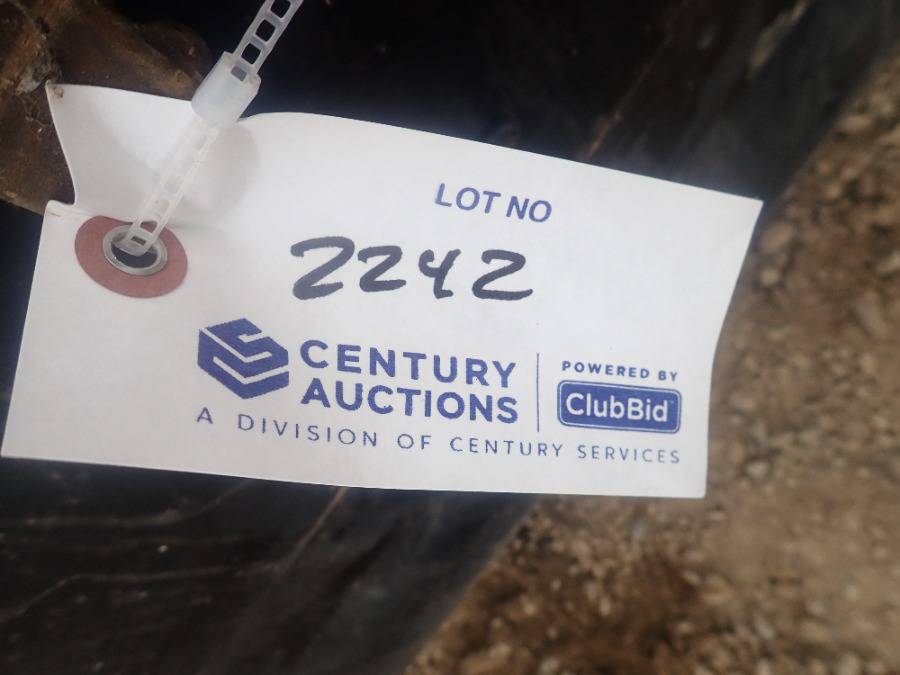 LOT NO
2242
CENTURY
AUCTIONS
A DIVISION OF CENTURY SERVICES
POWERED BY
ClubBid